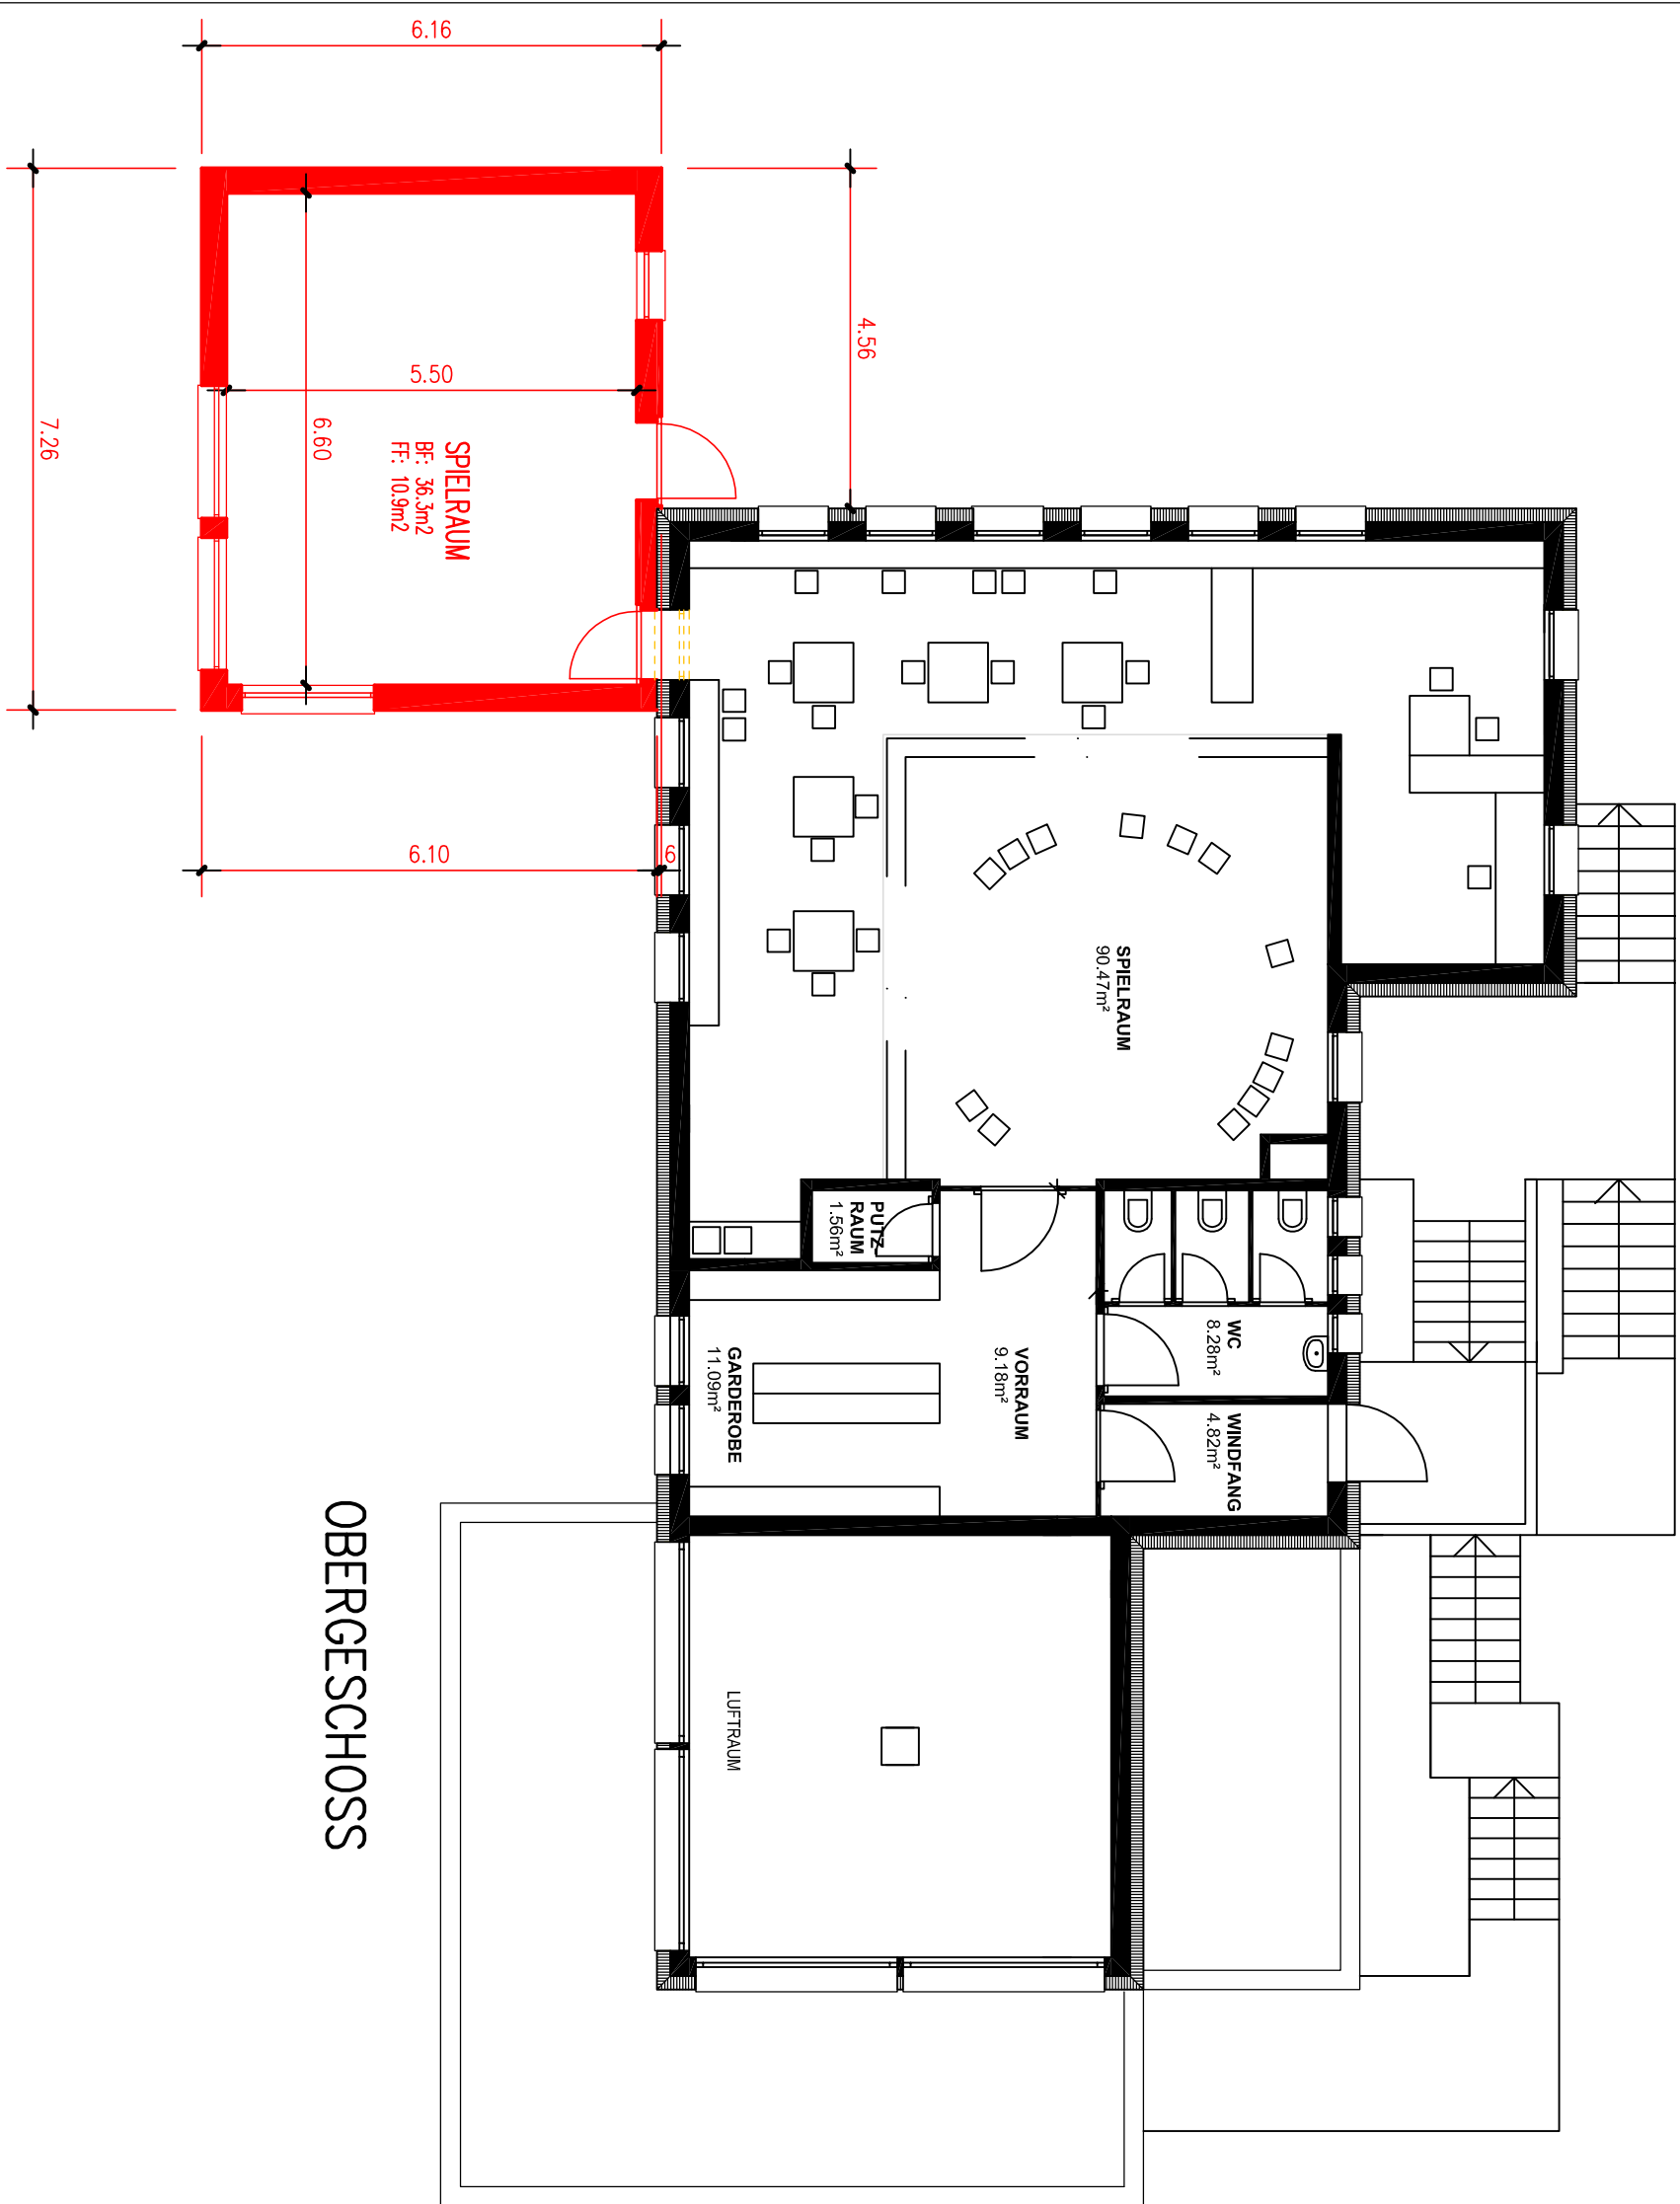 6.16
4.56
7.26
5.50
6.60
SPIELRAUM
BF: 36.3m2
FF: 10.9m2
6.10
6
SPIELRAUM
90.47m²
PUTZ-
RAUM
1.56m²
WC
8.28m²
VORRAUM
9.18m²
GARDEROBE
11.09m²
WINDFANG
4.82m²
LUFTRAUM
OBERGESCHOSS